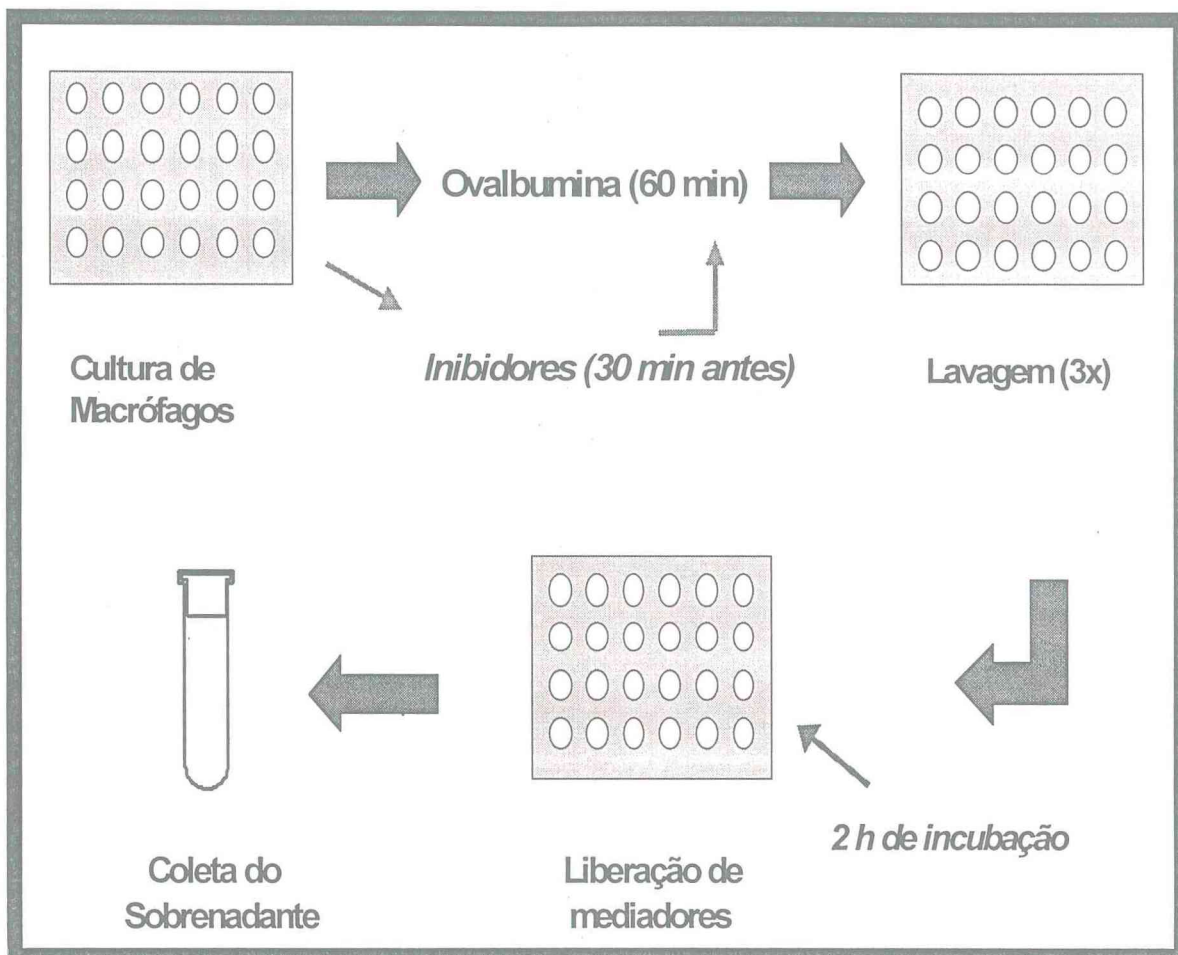 Ovalbumina (60 min)
Cultura de
Macrófagos
Inibidores (30 min antes)
Lavagem (3x)
2 h de incubação
Liberação de
mediadores
Coleta do
Sobrenadante